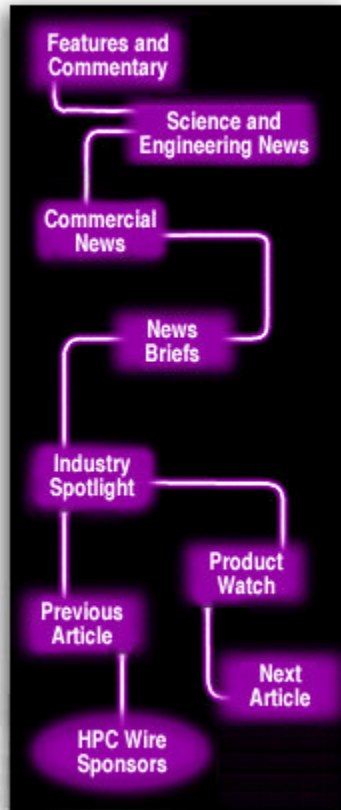 Features and
Commentary
Science and
Engineering News
Commercial
News
News
Briefs
Industry
Spotlight
Product
Watch
Previous
Article
Next
Article
HPC Wire
Sponsors